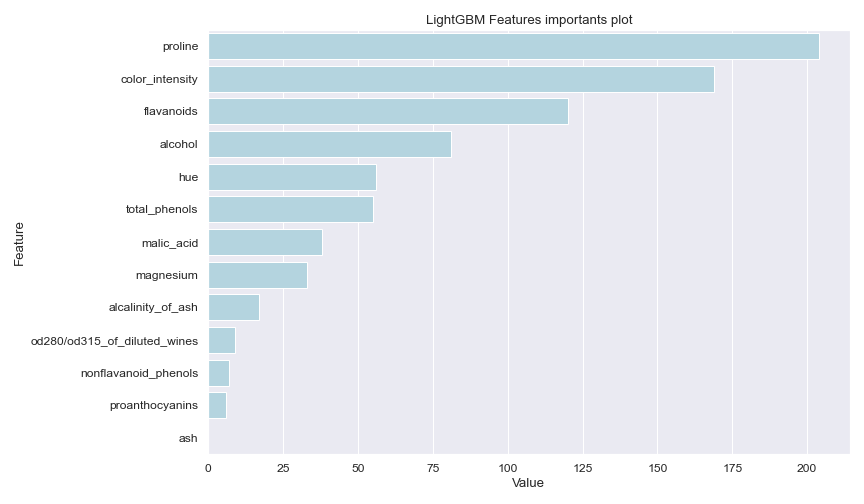 LightGBM Features importants plot
proline
color_intensity
flavanoids
alcohol
hue
total_phenols
malic_acid
magnesium
alcalinity_of_ash
od280/od315_of_diluted_wines
nonflavanoid_phenols
proanthocyanins
ash
Feature
0 25 50 75 100 125 150 175 200
Value